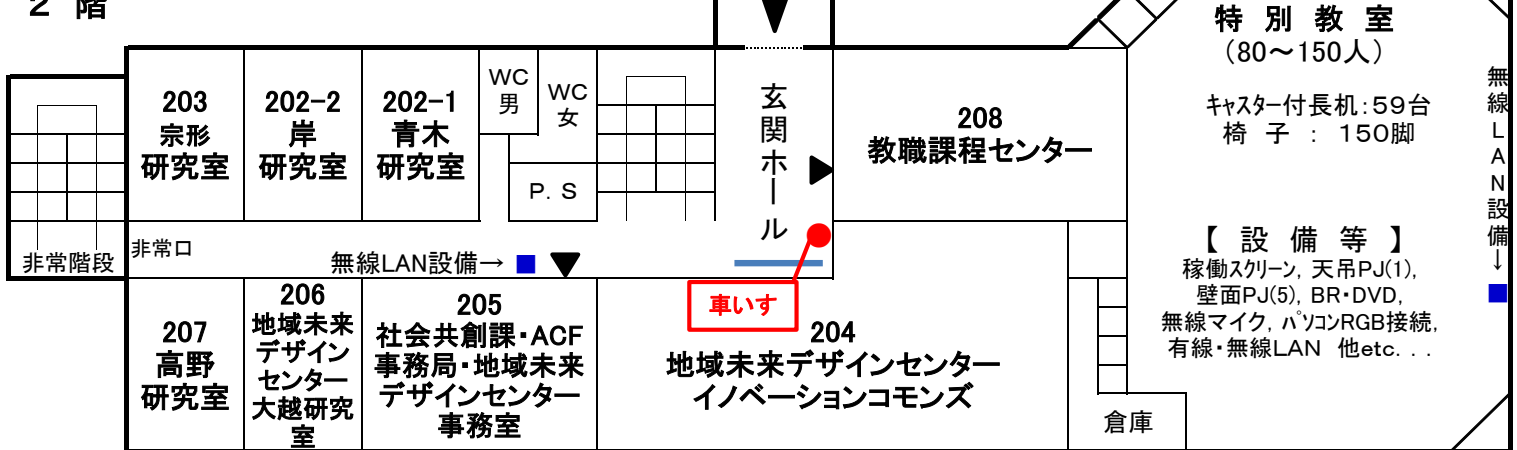 2 階
203
宗形
研究室
202-2
岸
研究室
202-1
青木
研究室
WC
男
WC
女
P. S
玄関ホール
208
教職課程センター
特 別 教 室
(80～150人)
キャスター付長机:59台
椅 子 : 150脚
無線LAN設備→
【 設 備 等 】
稼働スクリーン, 天吊PJ(1),
壁面PJ(5), BR・DVD,
無線マイク, パソコンRGB接続,
有線・無線LAN 他etc. . .
非常階段
非常口
無線LAN設備→
車いす
207
高野
研究室
206
地域未来
デザイン
センター
大越研究
室
205
社会共創課・ACF
事務局・地域未来
デザインセンター
事務室
204
地域未来デザインセンター
イノベーションコモンズ
倉庫